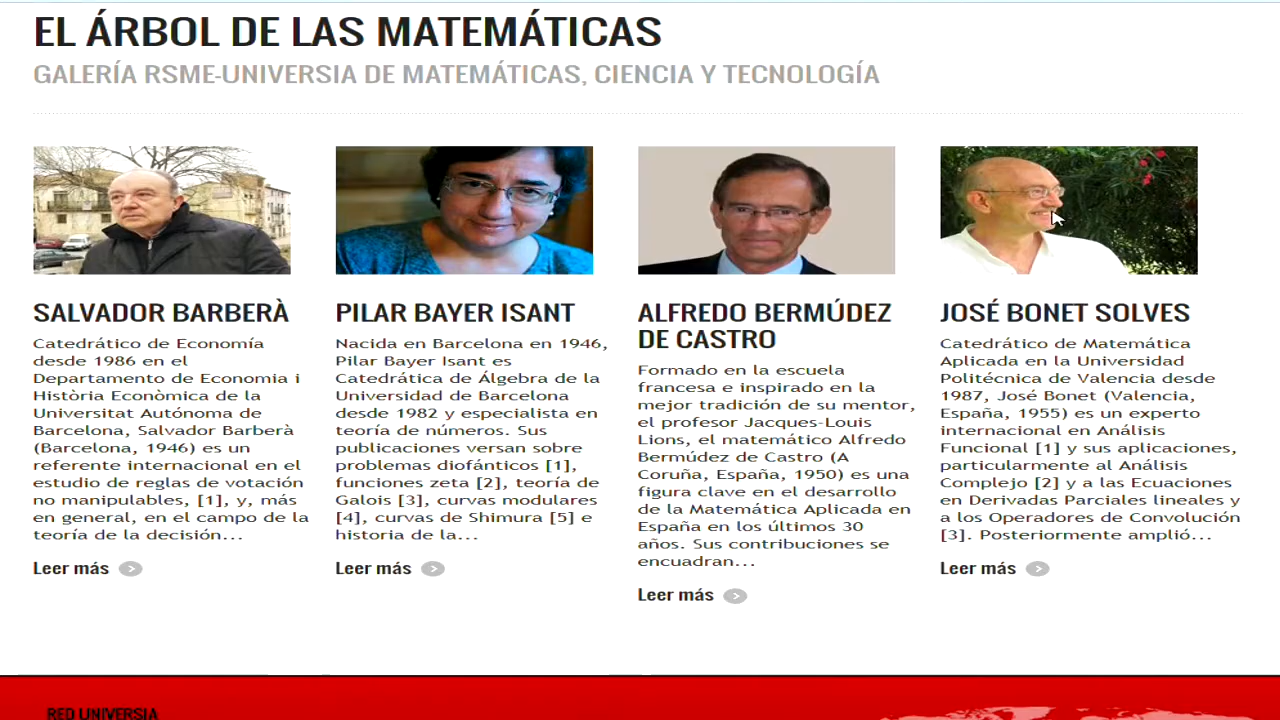 EL ÁRBOL DE LAS MATEMÁTICAS
GALERÍA RSME-UNIVERSIA DE MATEMÁTICAS, CIENCIA Y TECNOLOGÍA
SALVADOR BARBERÀ
Catedrático de Economía
desde 1986 en el
Departamento de Economia i
Història Econòmica de la
Universitat Autónoma de
Barcelona, Salvador Barberà
(Barcelona, 1946) es un
referente internacional en el
estudio de reglas de votación
no manipulables, [1], y, más
en general, en el campo de la
teoría de la decisión...
Leer más
PILAR BAYER ISANT
Nacida en Barcelona en 1946,
Pilar Bayer Isant es
Catedrática de Álgebra de la
Universidad de Barcelona
desde 1982 y especialista en
teoría de números. Sus
publicaciones versan sobre
problemas diofánticos [1],
funciones zeta [2], teoría de
Galois [3], curvas modulares
[4], curvas de Shimura [5] e
historia de la...
Leer más
ALFREDO BERMÚDEZ
DE CASTRO
Formado en la escuela
francesa e inspirado en la
mejor tradición de su mentor,
el profesor Jacques-Louis
Lions, el matemático Alfredo
Bermúdez de Castro (A
Coruña, España, 1950) es una
figura clave en el desarrollo
de la Matemática Aplicada en
España en los últimos 30
años. Sus contribuciones se
encuadran...
Leer más
JOSÉ BONET SOLVES
Catedrático de Matemática
Aplicada en la Universidad
Politécnica de Valencia desde
1987, José Bonet (Valencia,
España, 1955) es un experto
internacional en Análisis
Funcional [1] y sus aplicaciones,
particularmente al Análisis
Complejo [2] y a las Ecuaciones
en Derivadas Parciales lineales y
a los Operadores de Convolución
[3]. Posteriormente amplió...
Leer más
RED UNIVERSIA